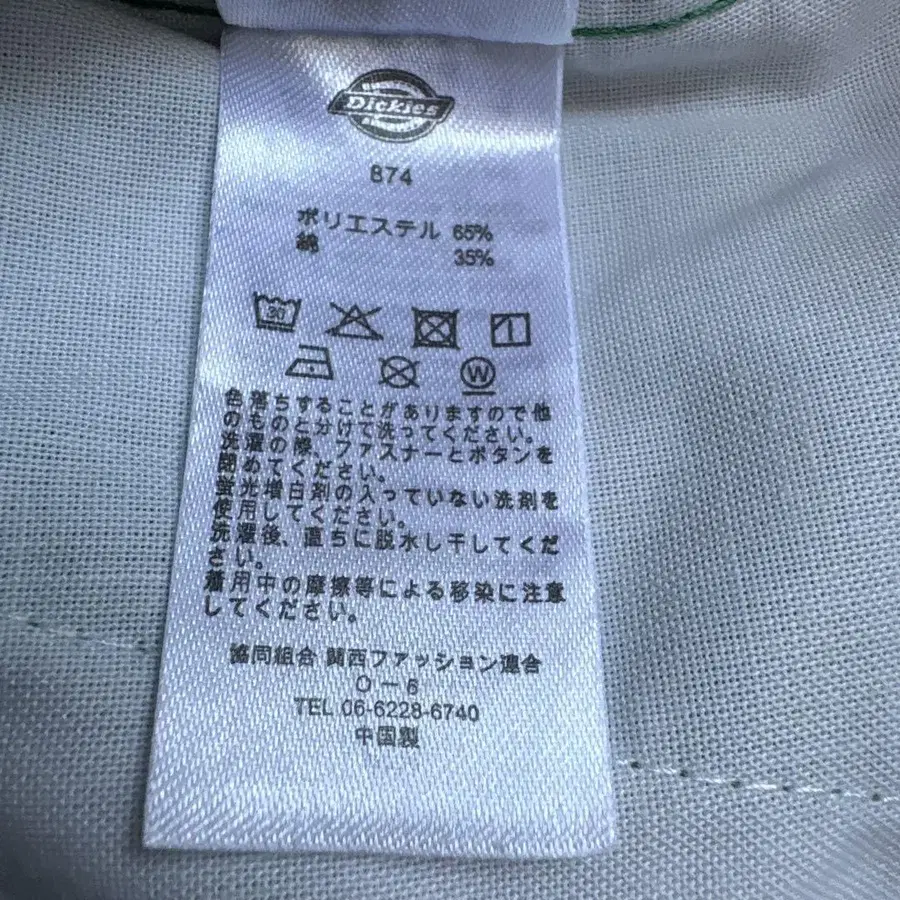 Dickies
874
ポリエステル 65%
綿 35%
30
W
色落ちすることがありますので他
のものと分けて洗ってください。
洗濯の際、ファスナーとボタンを
閉めてください。
蛍光増白剤の入っていない洗剤を
使用してください。
洗濯後、直ちに脱水し干してくだ
さい。
着用中の摩擦等による移染に注意
してください。
協同組合 関西ファッション連合
O－6
TEL 06-6228-6740
中国製